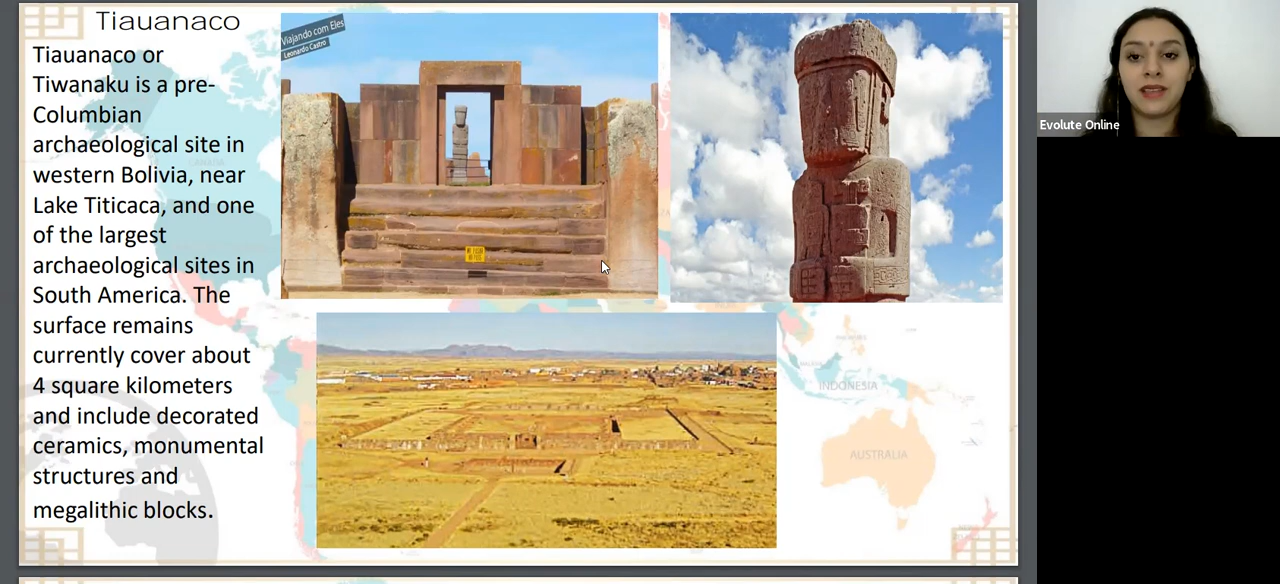 Tiauanaco
Tiauanaco or
Tiwanaku is a pre-
Columbian
archaeological site in
western Bolivia, near
Lake Titicaca, and one
of the largest
archaeological sites in
South America. The
surface remains
currently cover about
4 square kilometers
and include decorated
ceramics, monumental
structures and
megalithic blocks.
Viajando com Eles
Leonardo Castro
INDONESIA
AUSTRALIA
CANADA
Evolute Online